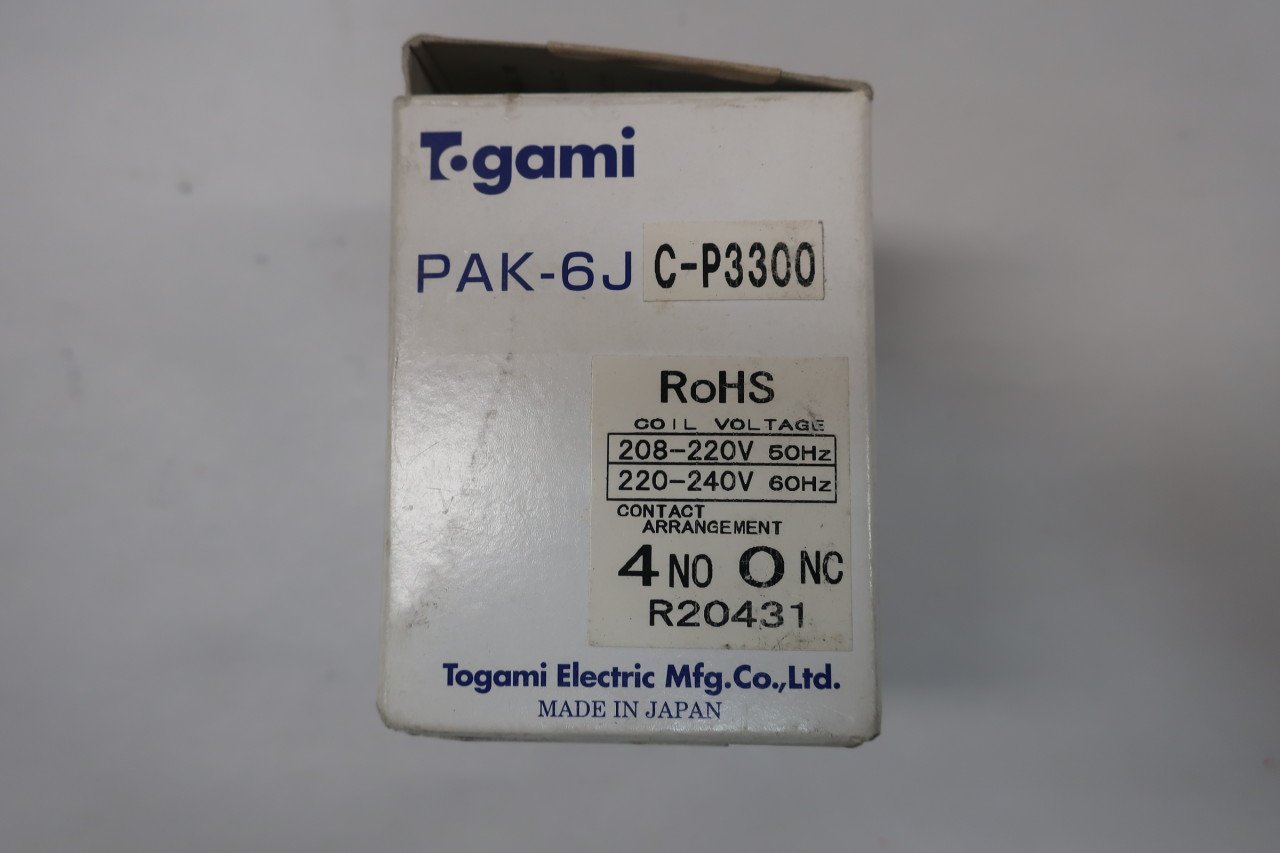 Togami
PAK-6J C-P3300
RoHS
COIL VOLTAGE
208-220V 50Hz
220-240V 60Hz
CONTACT
ARRANGEMENT
4 NO 0 NC
R20431
Togami Electric Mfg.Co.,Ltd.
MADE IN JAPAN